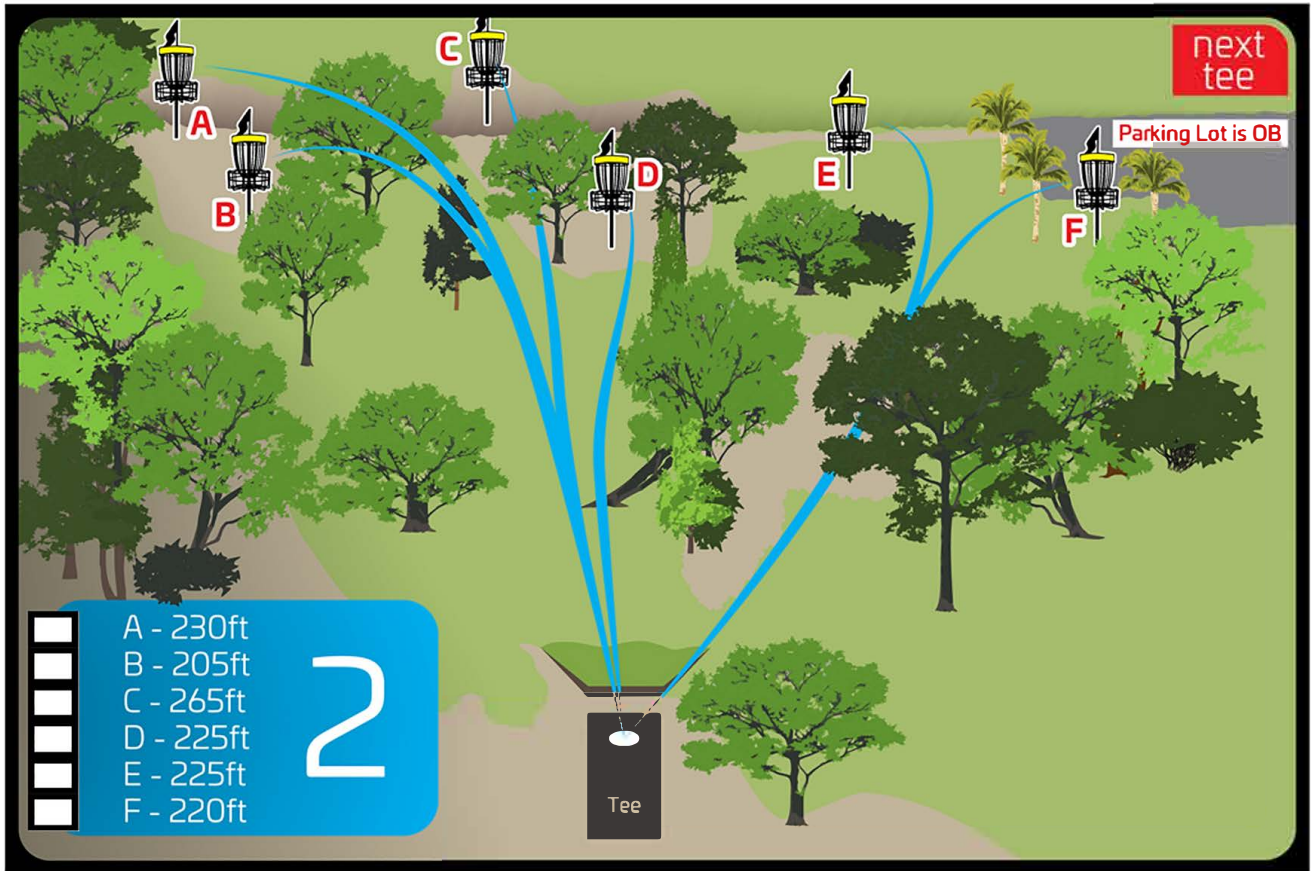 next
tee
Parking Lot is OB
A
B
C
D
E
F
A - 230ft
B - 205ft
C - 265ft
D - 225ft
E - 225ft
F - 220ft
2
Tee